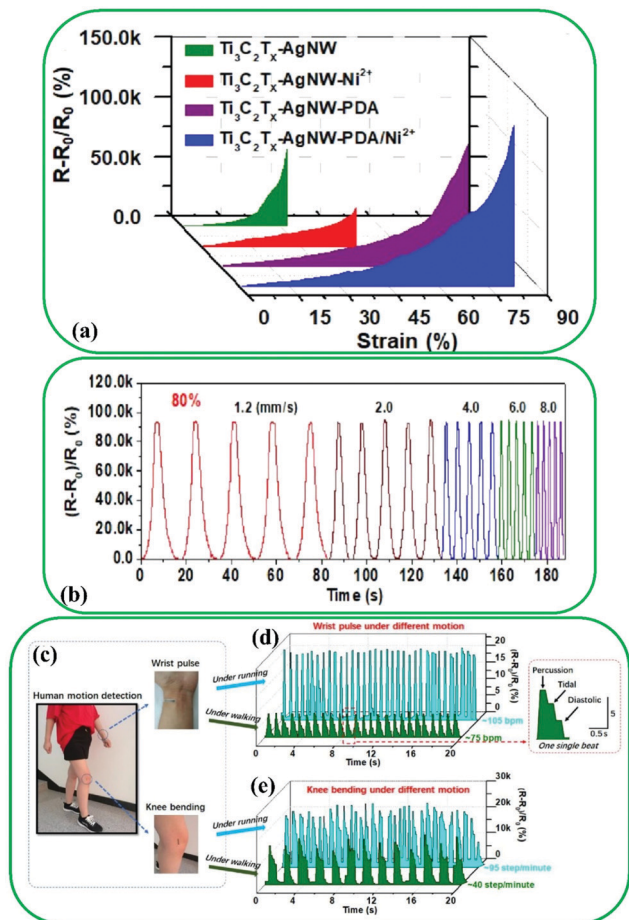 150.0k
100.0k
50.0k
0.0
R-R₀/R₀ (%)
Ti₃C₂Tₓ-AgNW
Ti₃C₂Tₓ-AgNW-Ni²⁺
Ti₃C₂Tₓ-AgNW-PDA
Ti₃C₂Tₓ-AgNW-PDA/Ni²⁺
0 15 30 45 60 75 90
Strain (%)
(a)
120.0k
100.0k
80.0k
60.0k
40.0k
20.0k
0.0
(R-R₀)/R₀ (%)
80% 1.2 (mm/s) 2.0 4.0 6.0 8.0
0 20 40 60 80 100 120 140 160 180
Time (s)
(b)
(c)
Human motion detection
Wrist pulse
Knee bending
Under running
Under walking
Under running
Under walking
(d)
Wrist pulse under different motion
20
15
10
5
0
(R-R₀)/R₀ (%)
~105 bpm
~75 bpm
0 4 8 12 16 20
Time (s)
Percussion
Tidal
Diastolic
5
0.5s
One single beat
(e)
Knee bending under different motion
30k
20k
10k
0
(R-R₀)/R₀ (%)
~95 step/minute
~40 step/minute
0 4 8 12 16 20
Time (s)